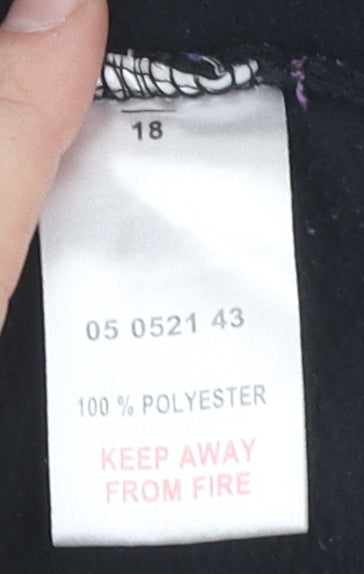 18
05 0521 43
100 % POLYESTER
KEEP AWAY
FROM FIRE